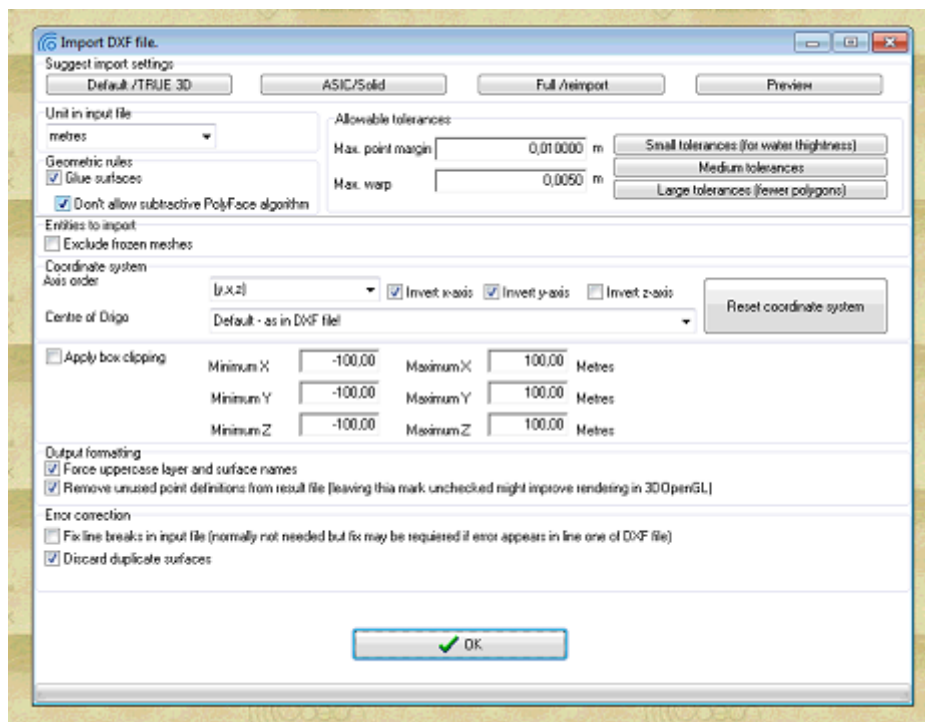 Import DXF file.
Suggest import settings
Default /TRUE 3D ASIC/Solid Full /reimport Preview
Unit in input file
metres
Geometric rules
Glue surfaces
Don't allow subtractive PolyFace algorithm
Allowable tolerances
Max. point margin 0,010000 m
Max. warp 0,0050 m
Small tolerances (for water thightness)
Medium tolerances
Large tolerances (fewer polygons)
Entities to import
Exclude frozen meshes
Coordinate system
Axis order (y,x,z) Invert x-axis Invert y-axis Invert z-axis
Centre of Origo Default - as in DXF file!
Reset coordinate system
Apply box clipping
Minimum X -100,00 Maximum X 100,00 Metres
Minimum Y -100,00 Maximum Y 100,00 Metres
Minimum Z -100,00 Maximum Z 100,00 Metres
Output formatting
Force uppercase layer and surface names
Remove unused point definitions from result file (leaving thia mark unchecked might improve rendering in 3DOpenGL)
Error correction
Fix line breaks in input file (normally not needed but fix may be requiered if error appears in line one of DXF file)
Discard duplicate surfaces
OK